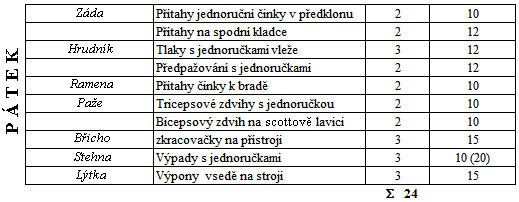 PÁTEK
Záda Přítahy jednoruční činky v předklonu 2 10
Přítahy na spodní kladce 2 12
Hrudník Tlaky s jednoručkami vleže 3 12
Předpažování s jednoručkami 2 12
Ramena Přítahy činky k bradě 2 10
Paže Tricepsové zdvihy s jednoručkou 2 10
Bicepsový zdvih na scottově lavici 2 10
Břicho zkracovačky na přístroji 3 15
Stehna Výpady s jednoručkami 3 10 (20)
Lýtka Výpony vsedě na stroji 3 15
Σ 24